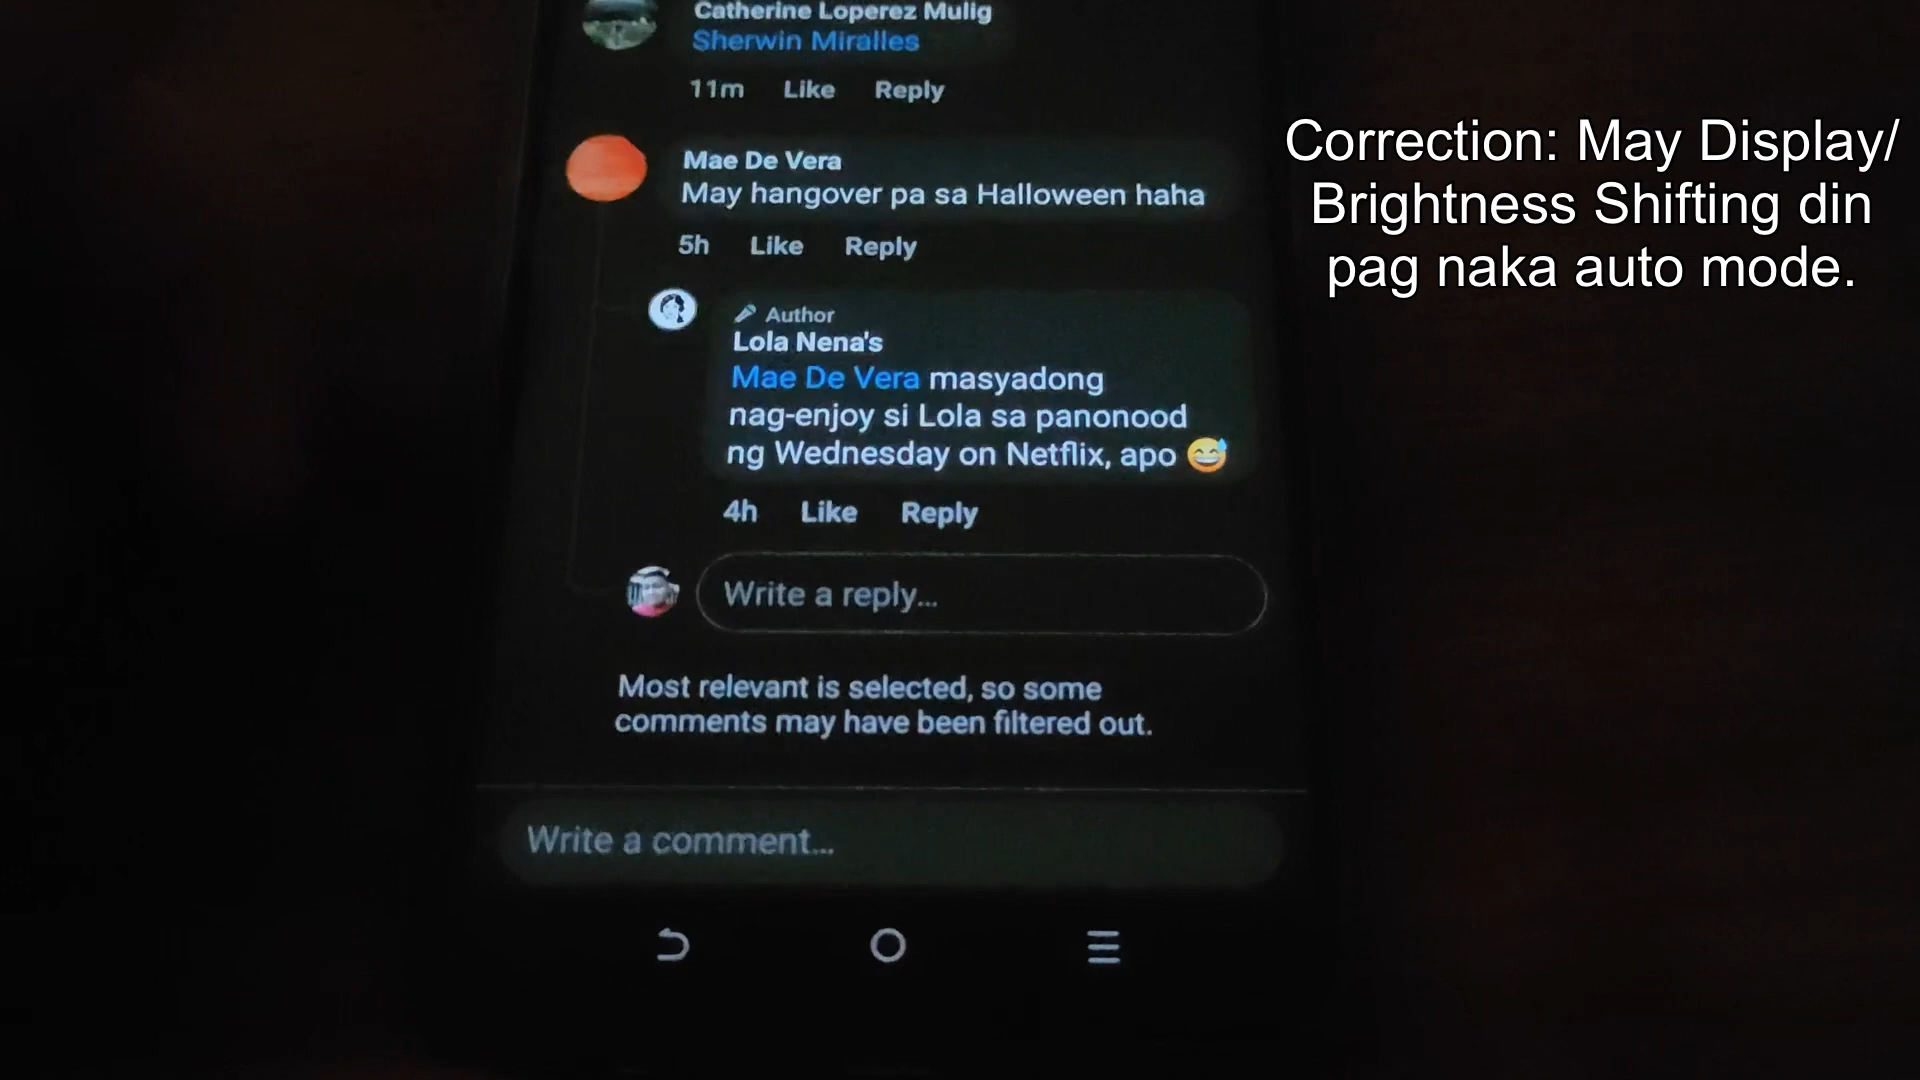 Catherine Loperez Mulig
Sherwin Miralles
11m Like Reply
Mae De Vera
May hangover pa sa Halloween haha
5h Like Reply
Author
Lola Nena's
Mae De Vera masyadong
nag-enjoy si Lola sa panonood
ng Wednesday on Netflix, apo 😅
4h Like Reply
Write a reply...
Most relevant is selected, so some
comments may have been filtered out.
Write a comment...
Correction: May Display/
Brightness Shifting din
pag naka auto mode.